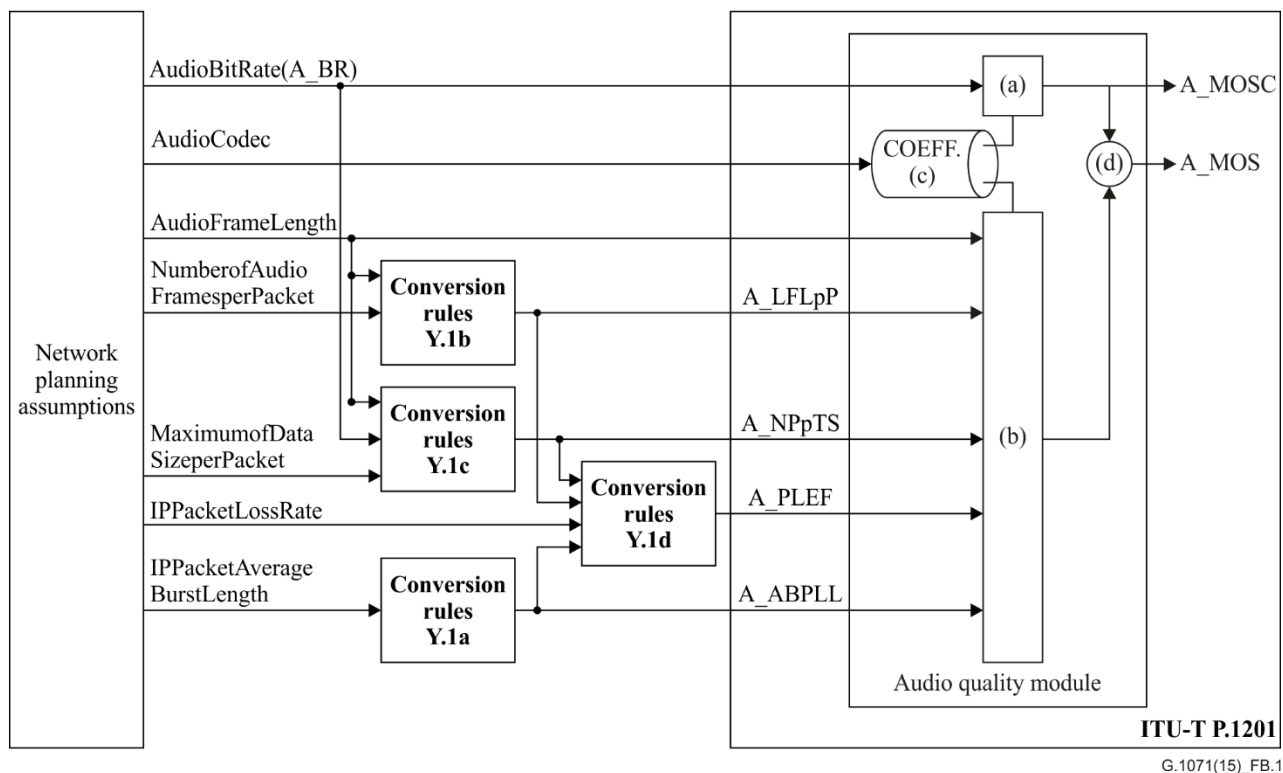 AudioBitRate(A_BR)
(a)
A_MOSC
AudioCodec
COEFF.
(c)
(d)
A_MOS
AudioFrameLength
NumberofAudio
FramesperPacket
Conversion
rules
Y.1b
A_LFLpP
Network
planning
assumptions
MaximumofData
SizeperPacket
Conversion
rules
Y.1c
A_NPpTS
(b)
IPPacketLossRate
Conversion
rules
Y.1d
A_PLEF
IPPacketAverage
BurstLength
Conversion
rules
Y.1a
A_ABPLL
Audio quality module
ITU-T P.1201
G.1071(15)_FB.1